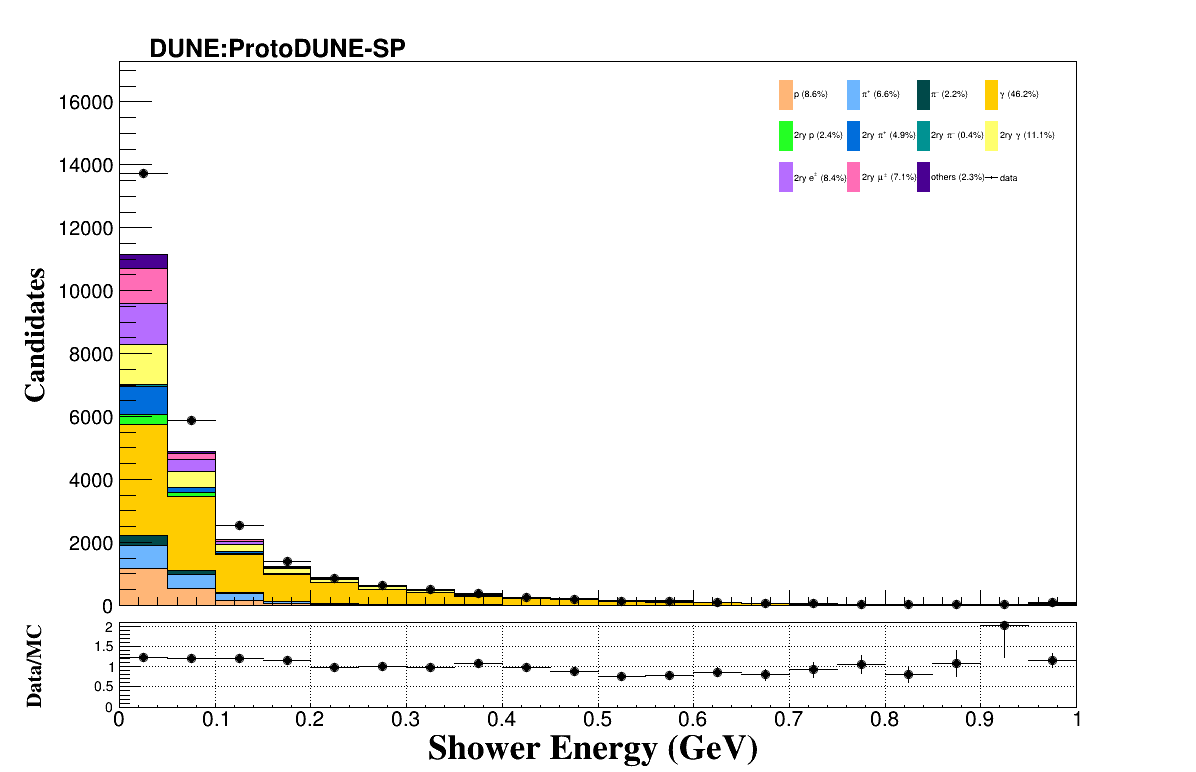 DUNE:ProtoDUNE-SP
p (8.6%) π⁺ (6.6%) π⁻ (2.2%) γ (46.2%)
2ry p (2.4%) 2ry π⁺ (4.9%) 2ry π⁻ (0.4%) 2ry γ (11.1%)
2ry e± (8.4%) 2ry μ± (7.1%) others (2.3%) data
Candidates
16000
14000
12000
10000
8000
6000
4000
2000
0
Data/MC
2
1.5
1
0.5
0
0 0.1 0.2 0.3 0.4 0.5 0.6 0.7 0.8 0.9 1
Shower Energy (GeV)